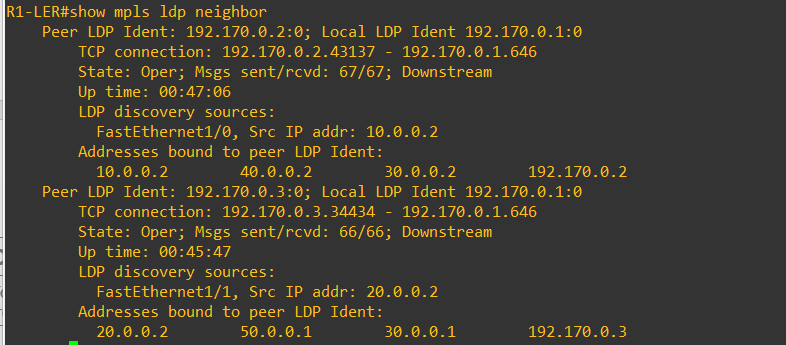 R1-LER#show mpls ldp neighbor
Peer LDP Ident: 192.170.0.2:0; Local LDP Ident 192.170.0.1:0
TCP connection: 192.170.0.2.43137 - 192.170.0.1.646
State: Oper; Msgs sent/rcvd: 67/67; Downstream
Up time: 00:47:06
LDP discovery sources:
FastEthernet1/0, Src IP addr: 10.0.0.2
Addresses bound to peer LDP Ident:
10.0.0.2 40.0.0.2 30.0.0.2 192.170.0.2
Peer LDP Ident: 192.170.0.3:0; Local LDP Ident 192.170.0.1:0
TCP connection: 192.170.0.3.34434 - 192.170.0.1.646
State: Oper; Msgs sent/rcvd: 66/66; Downstream
Up time: 00:45:47
LDP discovery sources:
FastEthernet1/1, Src IP addr: 20.0.0.2
Addresses bound to peer LDP Ident:
20.0.0.2 50.0.0.1 30.0.0.1 192.170.0.3